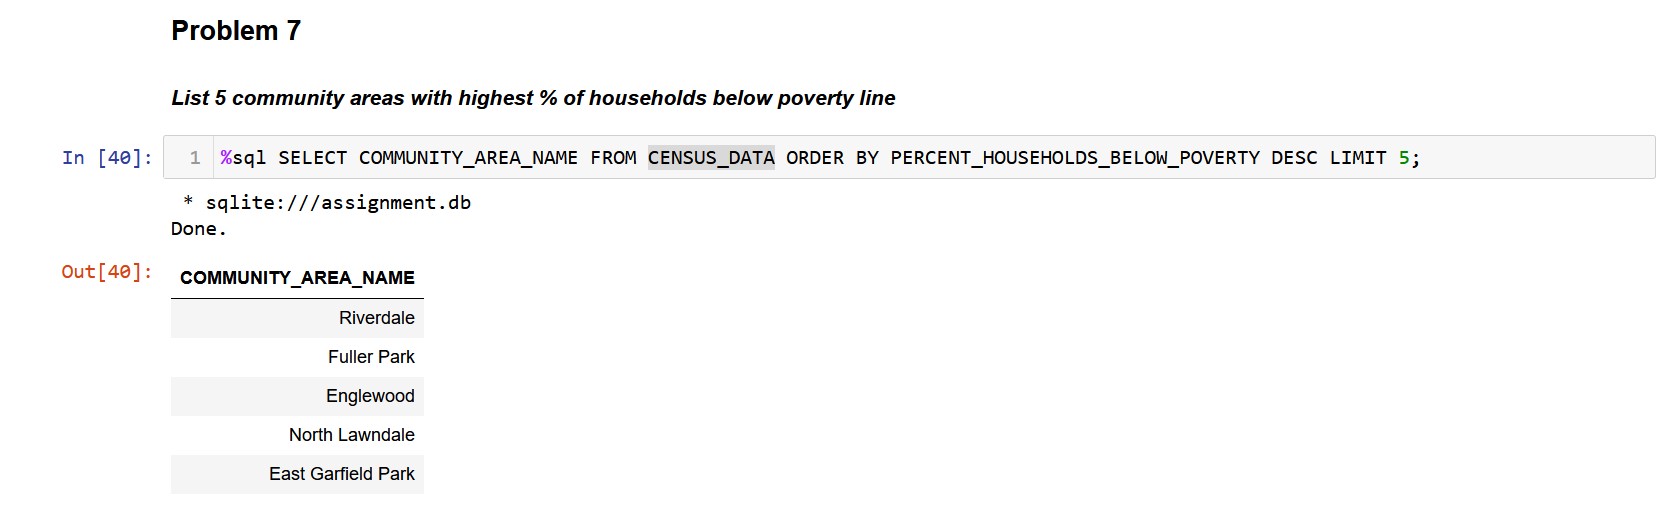 Problem 7
List 5 community areas with highest % of households below poverty line
In [40]: 1 %sql SELECT COMMUNITY_AREA_NAME FROM CENSUS_DATA ORDER BY PERCENT_HOUSEHOLDS_BELOW_POVERTY DESC LIMIT 5;
* sqlite:///assignment.db
Done.
Out[40]:
COMMUNITY_AREA_NAME
Riverdale
Fuller Park
Englewood
North Lawndale
East Garfield Park